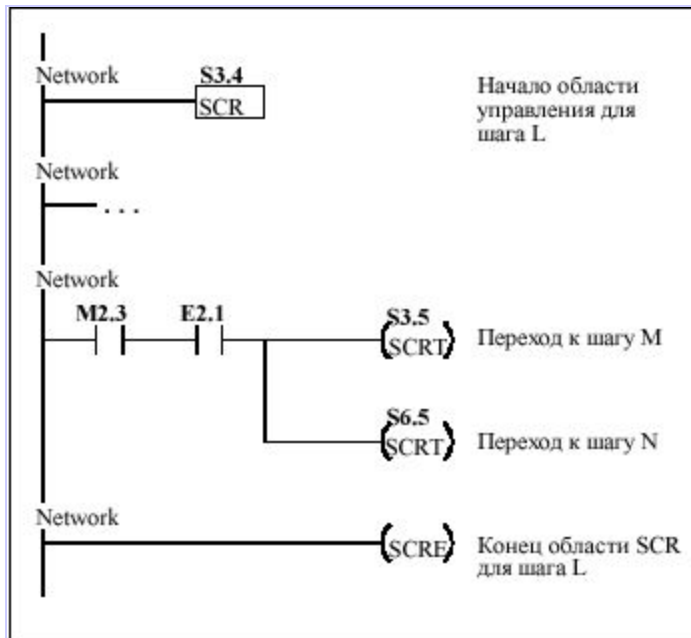 Network
S3.4
SCR
Начало области
управления для
шага L
Network
. . .
Network
M2.3
E2.1
S3.5
SCRT
Переход к шагу M
S6.5
SCRT
Переход к шагу N
Network
SCRE
Конец области SCR
для шага L